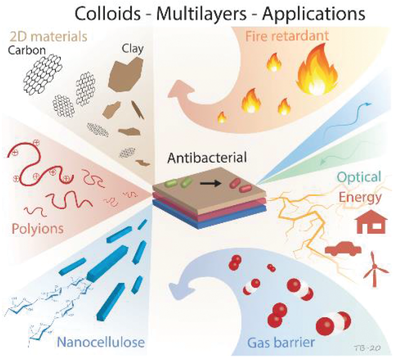 Colloids - Multilayers - Applications
2D materials
Carbon
Clay
Fire retardant
Antibacterial
Optical
Energy
Polyions
Nanocellulose
Gas barrier
TB-20